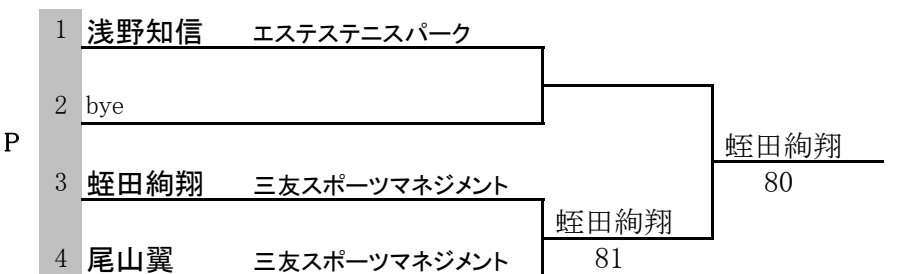 1 浅野知信 エステステニスパーク
2 bye
P
蛭田絢翔
3 蛭田絢翔 三友スポーツマネジメント
80
蛭田絢翔
4 尾山翼 三友スポーツマネジメント
81